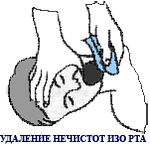 УДАЛЕНИЕ НЕЧИСТОТ ИЗО РТА